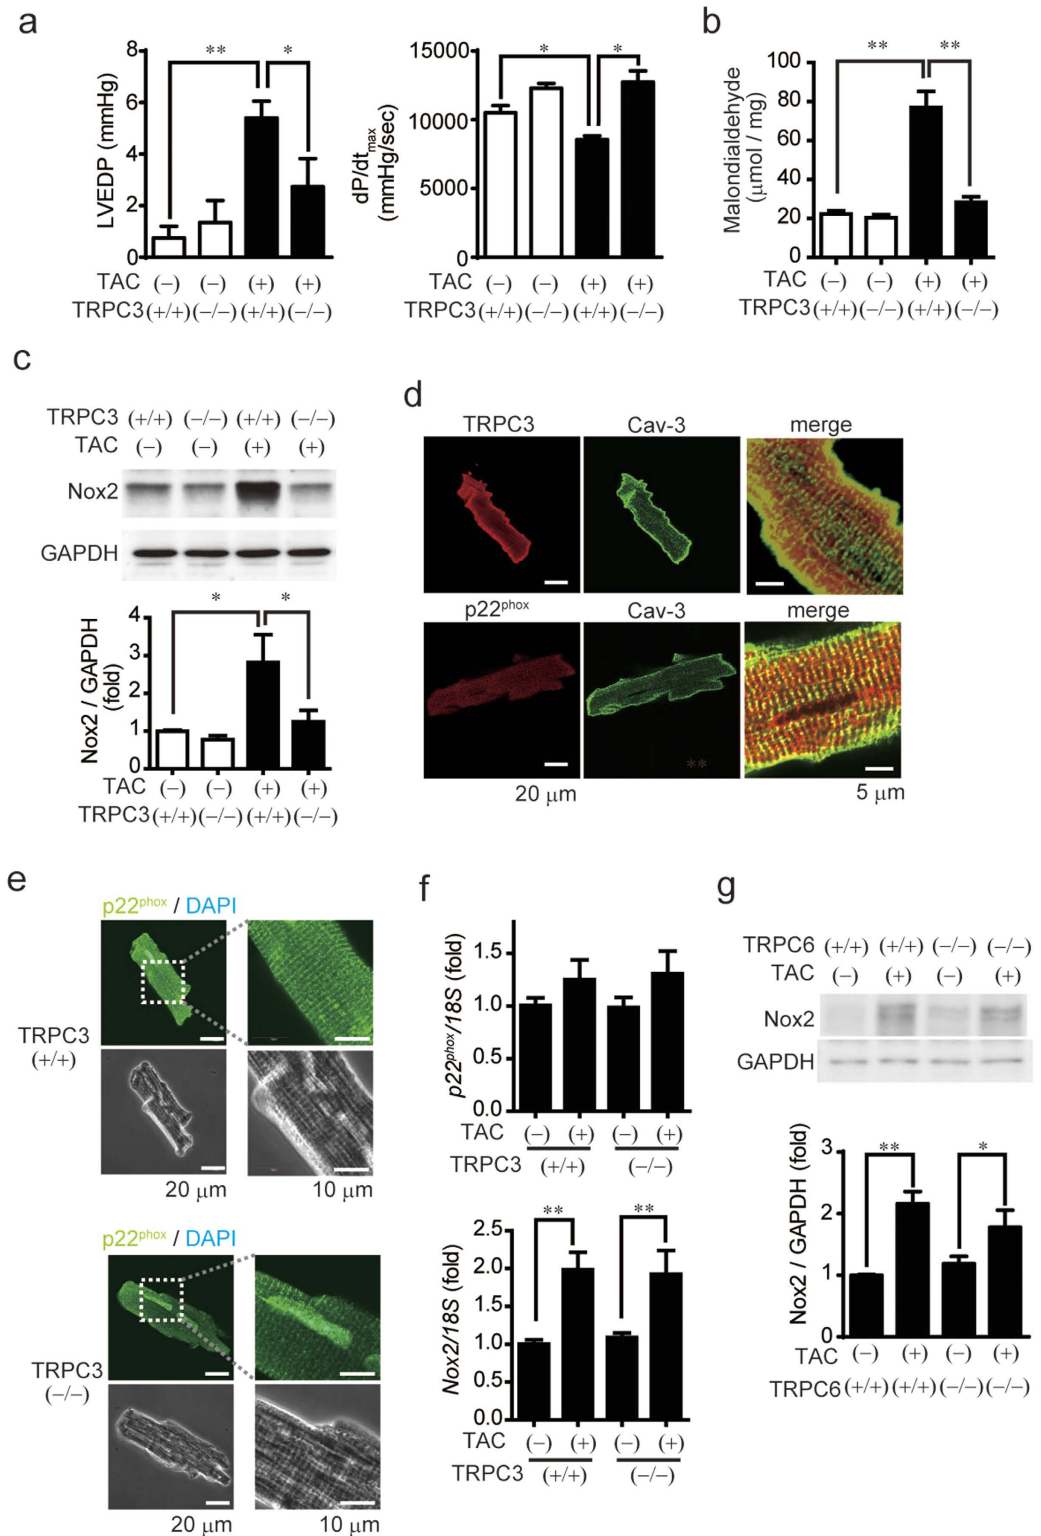 a
LVEDP (mmHg)
8
6
4
2
0
** *
TAC (−) (−) (+) (+)
TRPC3 (+/+) (−/−) (+/+) (−/−)
dP/dtmax
(mmHg/sec)
15000
10000
5000
0
* *
(−) (−) (+) (+)
(+/+) (−/−) (+/+) (−/−)
b
Malondialdehyde
(μmol / mg)
100
80
60
40
20
0
** **
TAC (−) (−) (+) (+)
TRPC3 (+/+) (−/−) (+/+) (−/−)
c
TRPC3 (+/+) (−/−) (+/+) (−/−)
TAC (−) (−) (+) (+)
Nox2
GAPDH
Nox2 / GAPDH
(fold)
4
3
2
1
0
* *
TAC (−) (−) (+) (+)
TRPC3 (+/+) (−/−) (+/+) (−/−)
d
TRPC3 Cav-3 merge
p22phox Cav-3 merge
**
20 μm 5 μm
e
p22phox / DAPI
TRPC3
(+/+)
20 μm 10 μm
p22phox / DAPI
TRPC3
(−/−)
20 μm 10 μm
f
p22phox/18S (fold)
1.5
1.0
0.5
0.0
TAC (−) (+) (−) (+)
TRPC3 (+/+) (−/−)
Nox2/18S (fold)
2.5
2.0
1.5
1.0
0.5
0.0
** **
TAC (−) (+) (−) (+)
TRPC3 (+/+) (−/−)
g
TRPC6 (+/+) (+/+) (−/−) (−/−)
TAC (−) (+) (−) (+)
Nox2
GAPDH
Nox2 / GAPDH (fold)
3
2
1
0
** *
TAC (−) (+) (−) (+)
TRPC6 (+/+) (+/+) (−/−) (−/−)